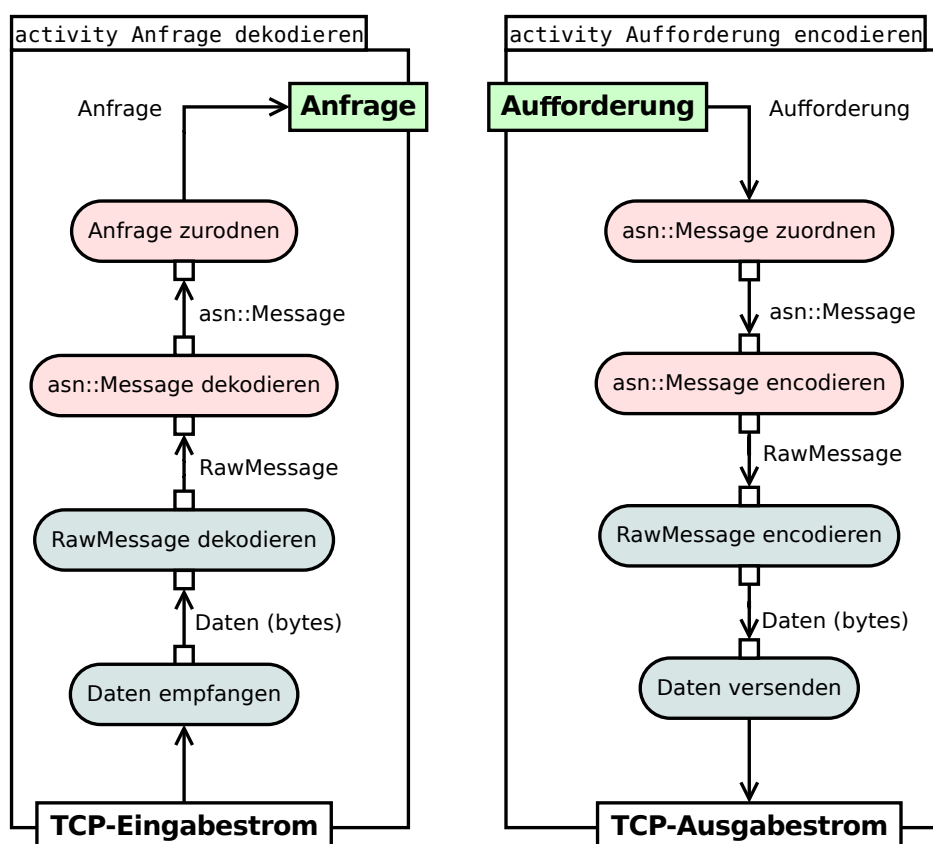 activity Anfrage dekodieren
Anfrage
Anfrage
Anfrage zurodnen
asn::Message
asn::Message dekodieren
RawMessage
RawMessage dekodieren
Daten (bytes)
Daten empfangen
TCP-Eingabestrom
activity Aufforderung encodieren
Aufforderung
Aufforderung
asn::Message zuordnen
asn::Message
asn::Message encodieren
RawMessage
RawMessage encodieren
Daten (bytes)
Daten versenden
TCP-Ausgabestrom